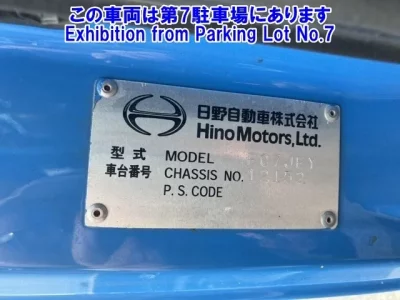 この車両は第7駐車場にあります
Exhibition from Parking Lot No.7
日野自動車株式会社
Hino Motors, Ltd.
型式 MODEL
車台番号 CHASSIS NO.
P.S.CODE